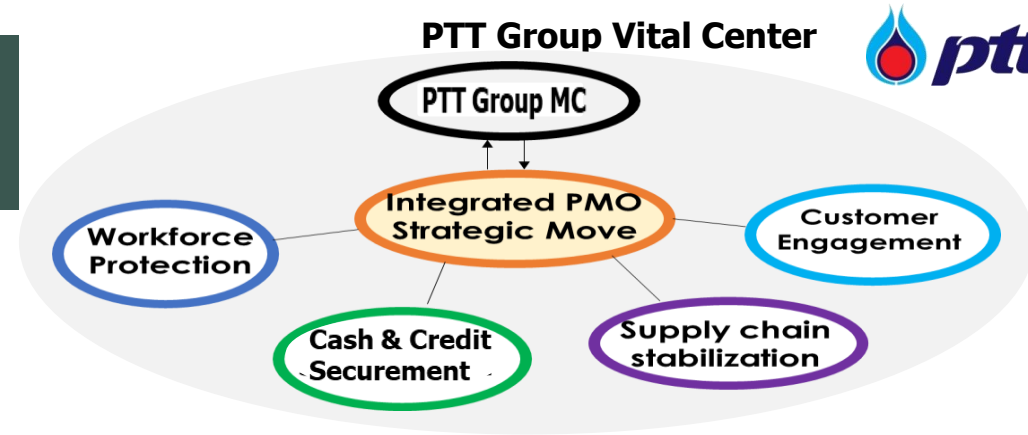 PTT Group Vital Center
ptt
PTT Group MC
Integrated PMO
Strategic Move
Workforce
Protection
Customer
Engagement
Cash & Credit
Securement
Supply chain
stabilization